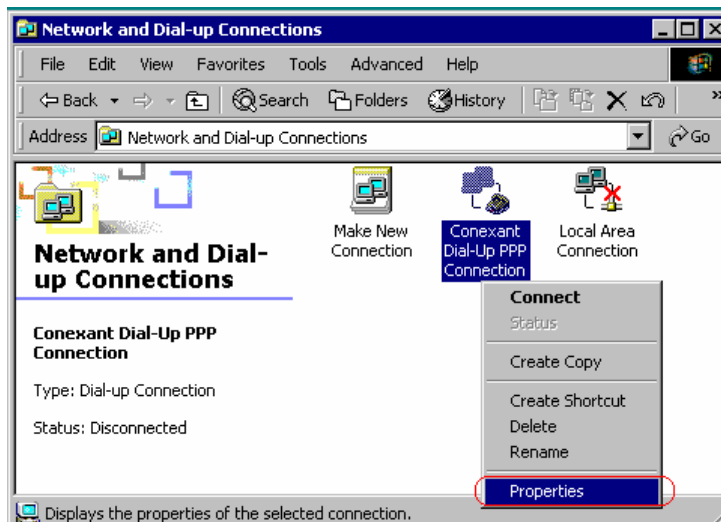 Network and Dial-up Connections
File Edit View Favorites Tools Advanced Help
Back Search Folders History »
Address Network and Dial-up Connections Go
Make New
Connection
Conexant
Dial-Up PPP
Connection
Local Area
Connection
Network and Dial-
up Connections
Conexant Dial-Up PPP
Connection
Type: Dial-up Connection
Status: Disconnected
Connect
Status
Create Copy
Create Shortcut
Delete
Rename
Properties
Displays the properties of the selected connection.